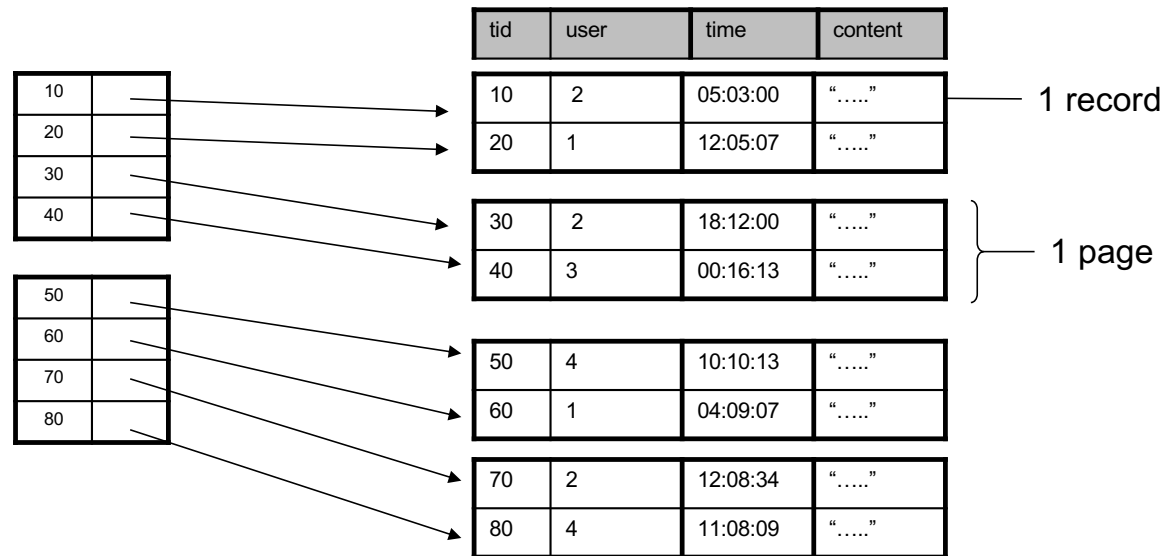 tid user time content
10 2 05:03:00 “…..”
20 1 12:05:07 “…..”
30 2 18:12:00 “…..”
40 3 00:16:13 “…..”
50 4 10:10:13 “…..”
60 1 04:09:07 “…..”
70 2 12:08:34 “…..”
80 4 11:08:09 “…..”
10
20
30
40
50
60
70
80
1 record
1 page